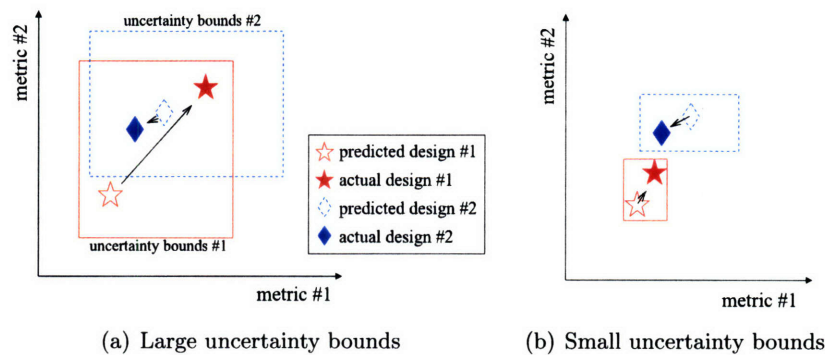 uncertainty bounds #2
metric #2
uncertainty bounds #1
metric #1
predicted design #1
actual design #1
predicted design #2
actual design #2
metric #2
metric #1
(a) Large uncertainty bounds
(b) Small uncertainty bounds